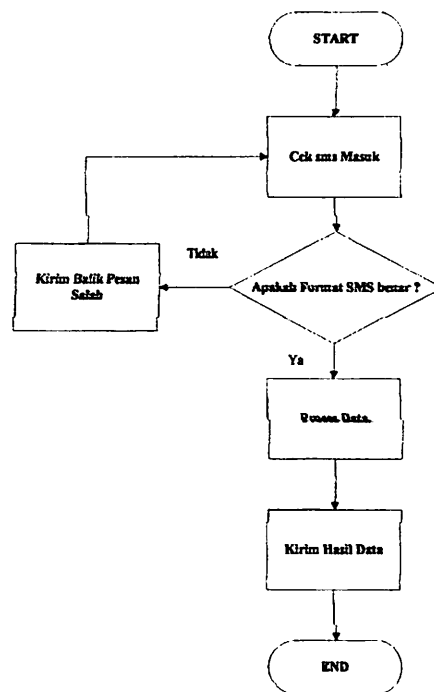 START
Cek sms Masuk
Tidak
Kirim Balik Pesan
Salah
Apakah Format SMS benar ?
Ya
Proses Data.
Kirim Hasil Data
END